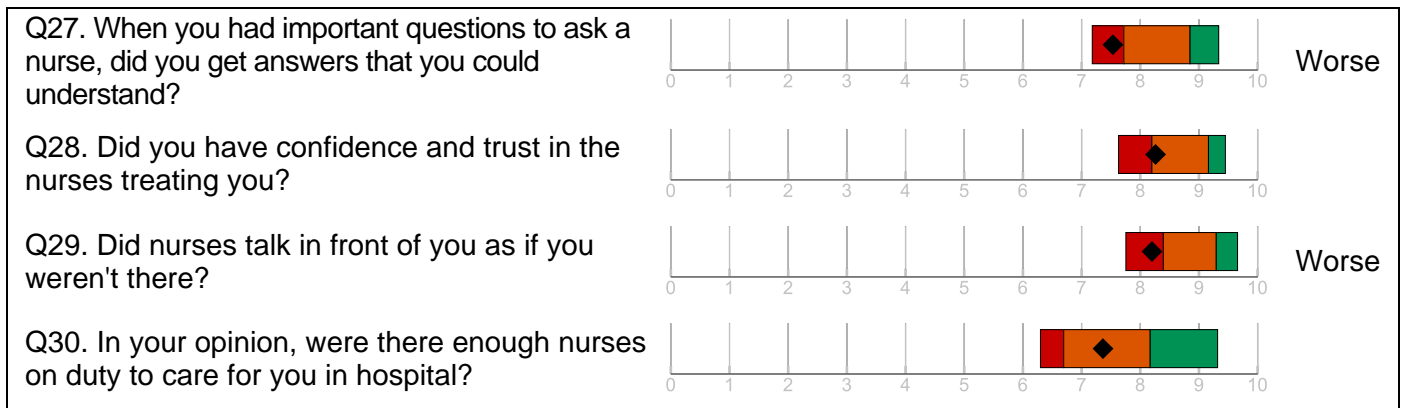 Q27. When you had important questions to ask a
nurse, did you get answers that you could
understand?
0 1 2 3 4 5 6 7 8 9 10
Worse
Q28. Did you have confidence and trust in the
nurses treating you?
0 1 2 3 4 5 6 7 8 9 10
Q29. Did nurses talk in front of you as if you
weren't there?
0 1 2 3 4 5 6 7 8 9 10
Worse
Q30. In your opinion, were there enough nurses
on duty to care for you in hospital?
0 1 2 3 4 5 6 7 8 9 10